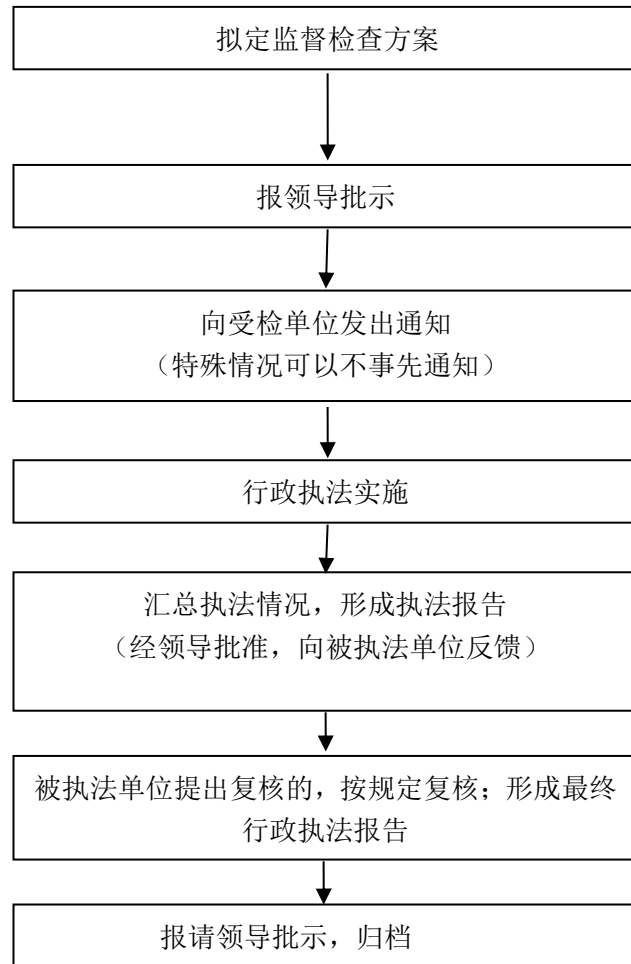 拟定监督检查方案
报领导批示
向受检单位发出通知
（特殊情况可以不事先通知）
行政执法实施
汇总执法情况，形成执法报告
（经领导批准，向被执法单位反馈）
被执法单位提出复核的，按规定复核；形成最终
行政执法报告
报请领导批示，归档